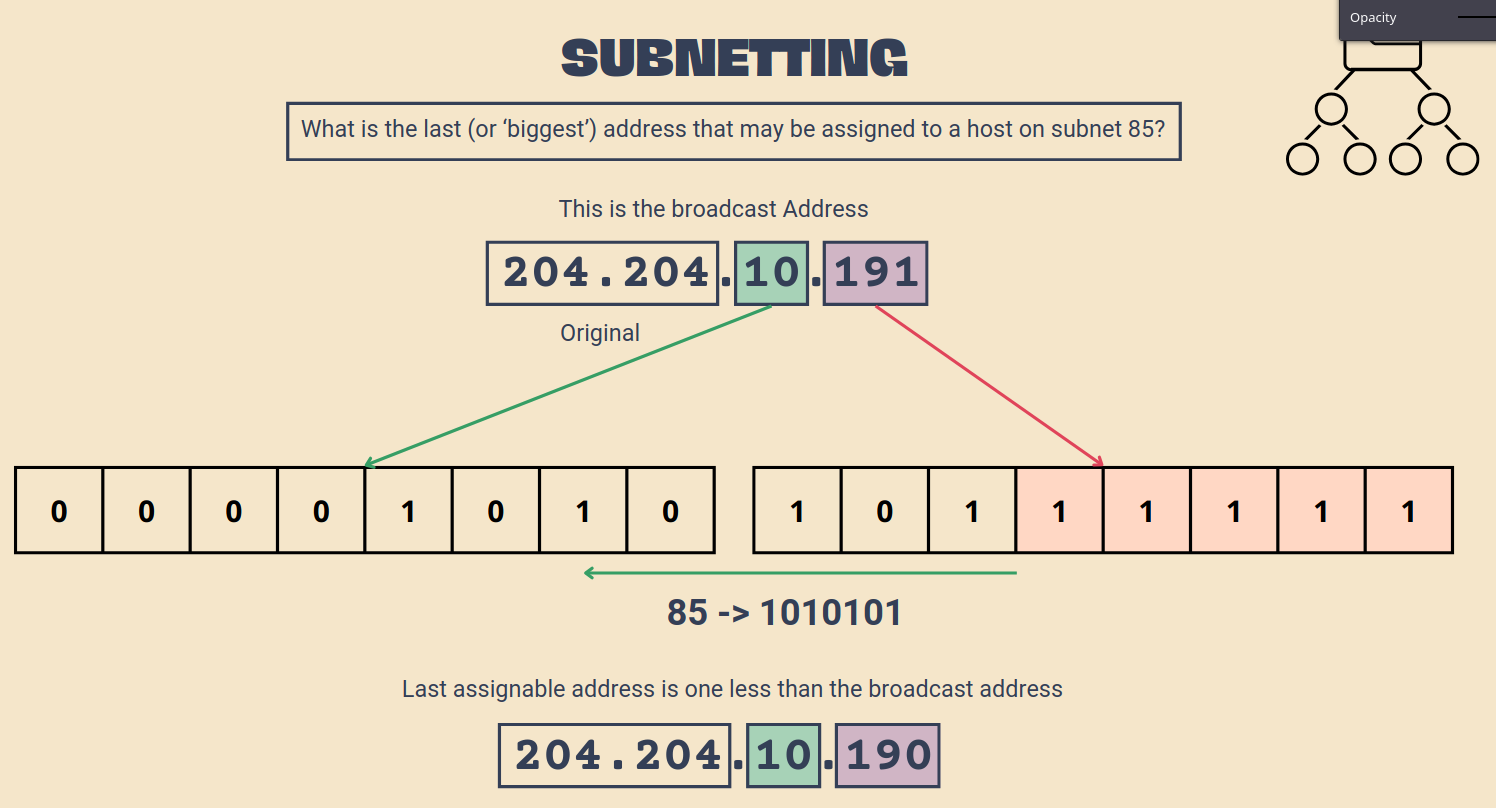 Opacity
SUBNETTING
What is the last (or ‘biggest’) address that may be assigned to a host on subnet 85?
This is the broadcast Address
204.204.10.191
Original
0 0 0 0 1 0 1 0 1 0 1 1 1 1 1 1
85 -> 1010101
Last assignable address is one less than the broadcast address
204.204.10.190